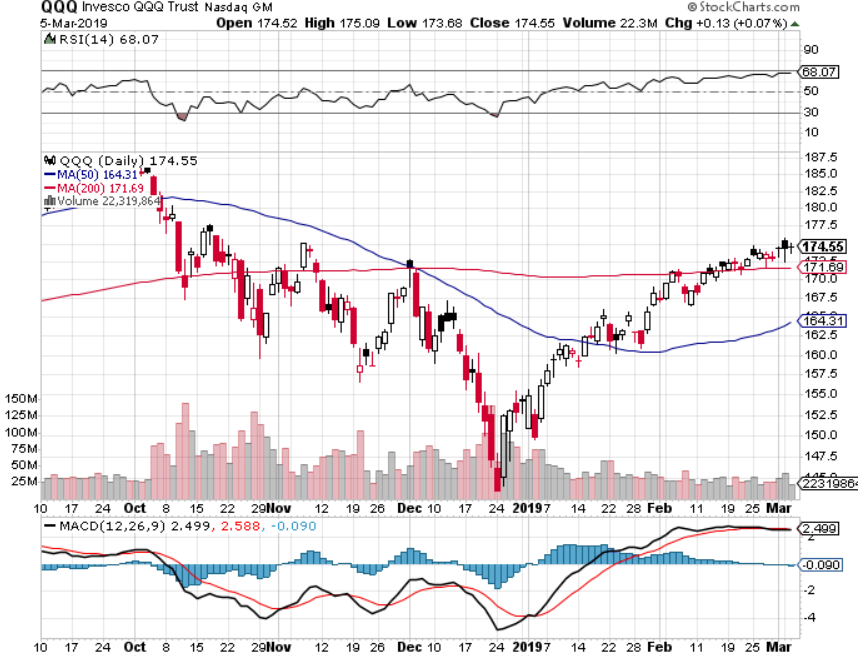 QQQ Invesco QQQ Trust Nasdaq GM
© StockCharts.com
5-Mar-2019
Open 174.52 High 175.09 Low 173.68 Close 174.55 Volume 22.3M Chg +0.13 (+0.07%)
RSI(14) 68.07
90
68.07
50
30
10
QQQ (Daily) 174.55
MA(50) 164.31
MA(200) 171.69
Volume 22,319,864
187.5
185.0
182.5
180.0
177.5
174.55
171.69
170.0
167.5
164.31
162.5
160.0
157.5
155.0
152.5
150.0
147.5
22319864
150M
125M
100M
75M
50M
25M
10 17 24 Oct 8 15 22 29 Nov 12 19 26 Dec 10 17 24 2019 7 14 22 28 Feb 11 19 25 Mar
MACD(12,26,9) 2.499, 2.588, -0.090
2.499
2
-0.090
-2
-4
10 17 24 Oct 8 15 22 29 Nov 12 19 26 Dec 10 17 24 2019 7 14 22 28 Feb 11 19 25 Mar